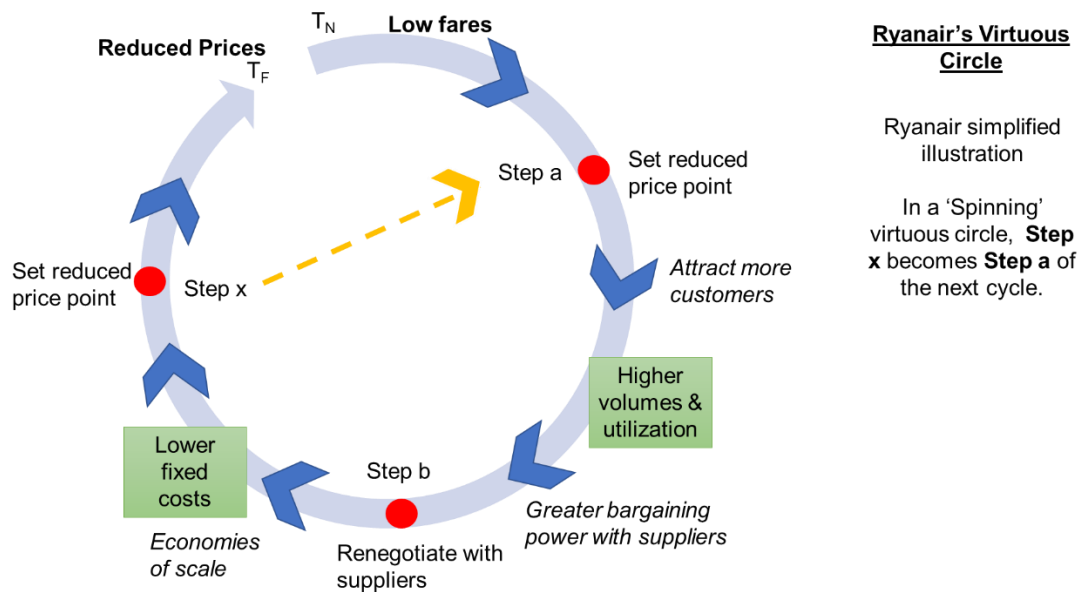 T_N
Low fares
Reduced Prices
T_F
Step a
Set reduced
price point
Attract more
customers
Higher
volumes &
utilization
Greater bargaining
power with suppliers
Step b
Renegotiate with
suppliers
Lower
fixed
costs
Economies
of scale
Set reduced
price point
Step x
Ryanair's Virtuous
Circle
Ryanair simplified
illustration
In a ‘Spinning’
virtuous circle, Step
x becomes Step a of
the next cycle.